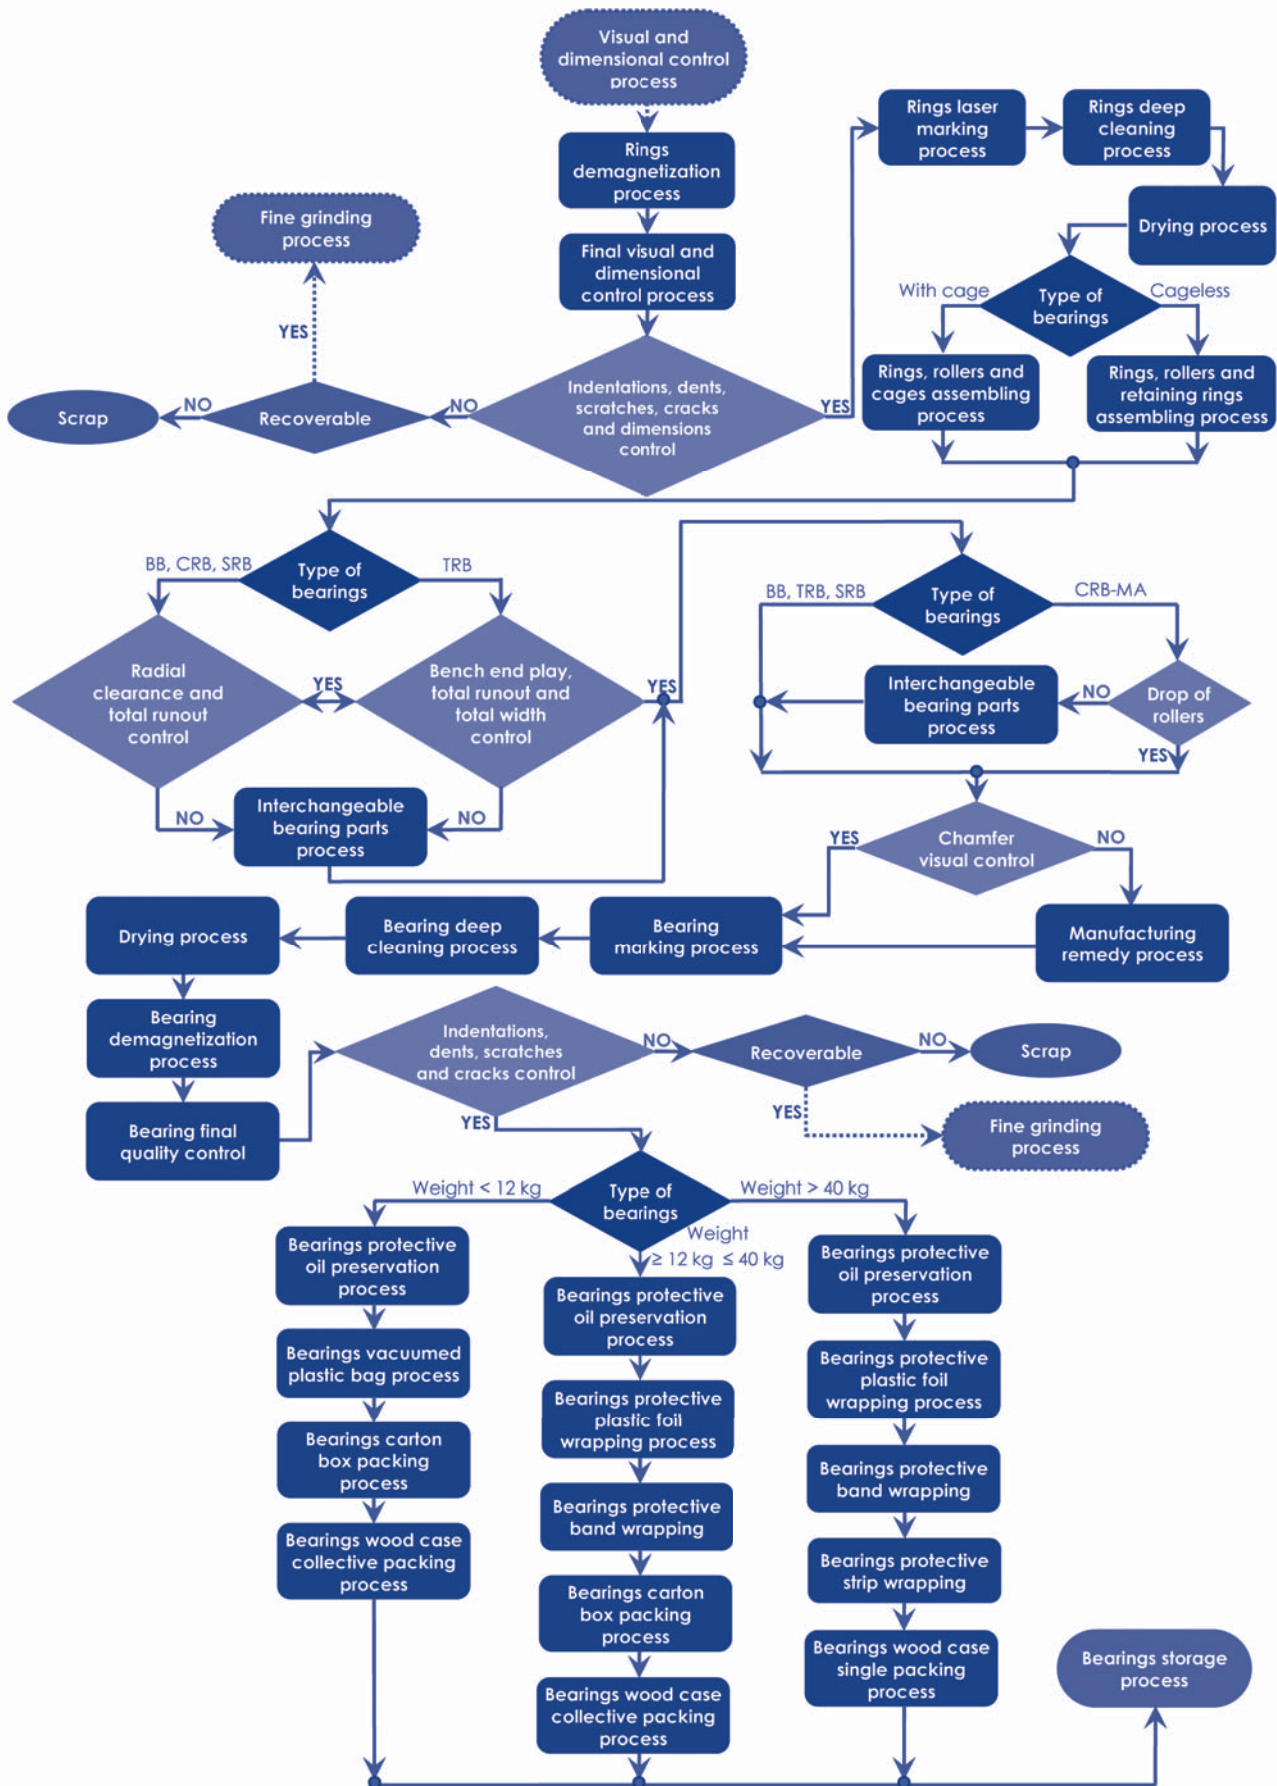 Visual and
dimensional control
process
Rings laser
marking
process
Rings deep
cleaning
process
Rings
demagnetization
process
Fine grinding
process
Drying process
Final visual and
dimensional
control process
With cage
Type of
bearings
Cageless
YES
Rings, rollers and
cages assembling
process
Rings, rollers and
retaining rings
assembling process
Scrap
NO
Recoverable
NO
Indentations, dents,
scratches, cracks
and dimensions
control
YES
BB, CRB, SRB
Type of
bearings
TRB
BB, TRB, SRB
Type of
bearings
CRB-MA
Radial
clearance and
total runout
control
YES
Bench end play,
total runout and
total width
control
YES
Interchangeable
bearing parts
process
NO
Drop of
rollers
YES
NO
Interchangeable
bearing parts
process
NO
YES
Chamfer
visual control
NO
Drying process
Bearing deep
cleaning process
Bearing
marking process
Manufacturing
remedy process
Bearing
demagnetization
process
Indentations,
dents, scratches
and cracks control
NO
Recoverable
NO
Scrap
Bearing final
quality control
YES
YES
Fine grinding
process
Weight < 12 kg
Type of
bearings
Weight > 40 kg
Weight
≥ 12 kg ≤ 40 kg
Bearings protective
oil preservation
process
Bearings vacuumed
plastic bag process
Bearings carton
box packing
process
Bearings wood case
collective packing
process
Bearings protective
oil preservation
process
Bearings protective
plastic foil
wrapping process
Bearings protective
band wrapping
Bearings carton
box packing
process
Bearings wood case
collective packing
process
Bearings protective
oil preservation
process
Bearings protective
plastic foil
wrapping process
Bearings protective
band wrapping
Bearings protective
strip wrapping
Bearings wood case
single packing
process
Bearings storage
process